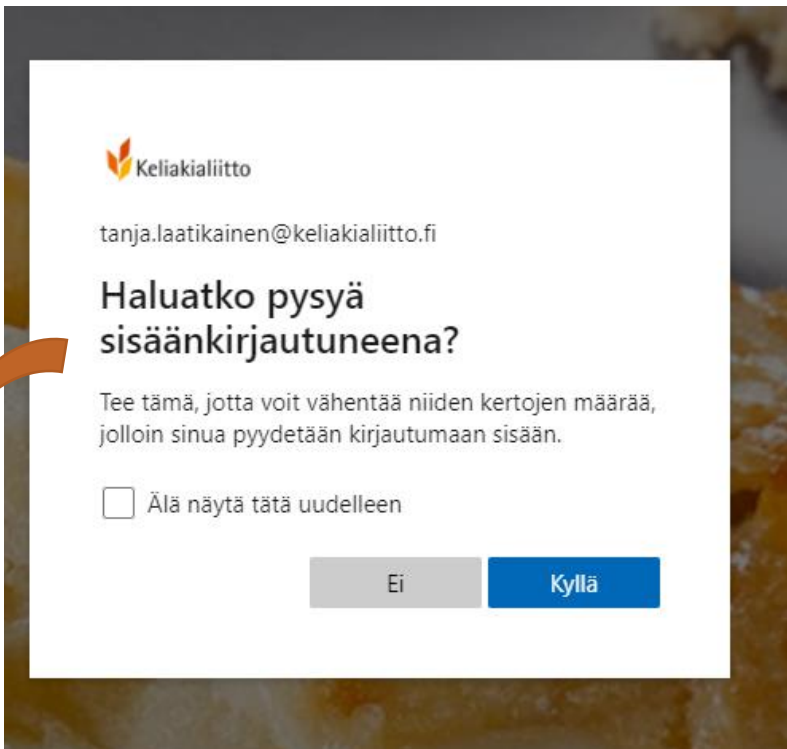 Keliakialiitto
tanja.laatikainen@keliakialiitto.fi
Haluatko pysyä
sisäänkirjautuneena?
Tee tämä, jotta voit vähentää niiden kertojen määrää,
jolloin sinua pyydetään kirjautumaan sisään.
Älä näytä tätä uudelleen
Ei
Kyllä